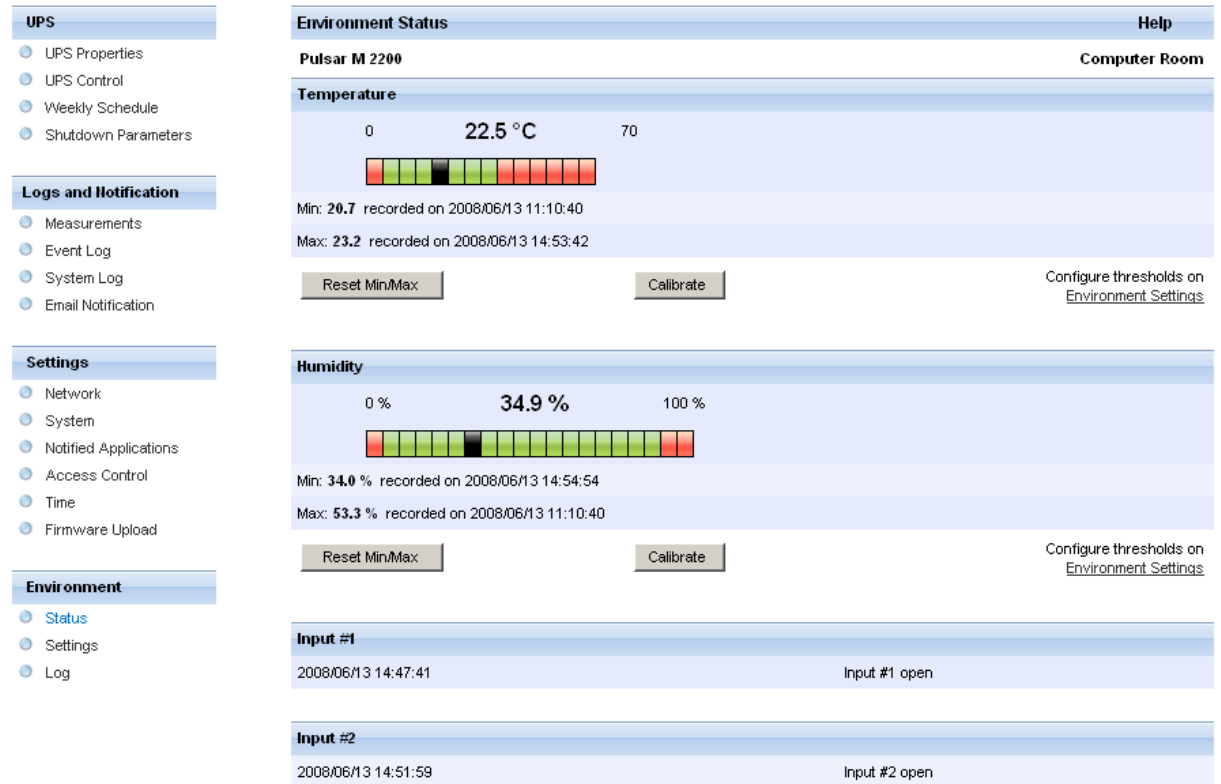 UPS
UPS Properties
UPS Control
Weekly Schedule
Shutdown Parameters
Logs and Notification
Measurements
Event Log
System Log
Email Notification
Settings
Network
System
Notified Applications
Access Control
Time
Firmware Upload
Environment
Status
Settings
Log
Environment Status Help
Pulsar M 2200 Computer Room
Temperature
0 22.5 °C 70
Min: 20.7 recorded on 2008/06/13 11:10:40
Max: 23.2 recorded on 2008/06/13 14:53:42
Reset Min/Max Calibrate Configure thresholds on
Environment Settings
Humidity
0 % 34.9 % 100 %
Min: 34.0 % recorded on 2008/06/13 14:54:54
Max: 53.3 % recorded on 2008/06/13 11:10:40
Reset Min/Max Calibrate Configure thresholds on
Environment Settings
Input #1
2008/06/13 14:47:41 Input #1 open
Input #2
2008/06/13 14:51:59 Input #2 open